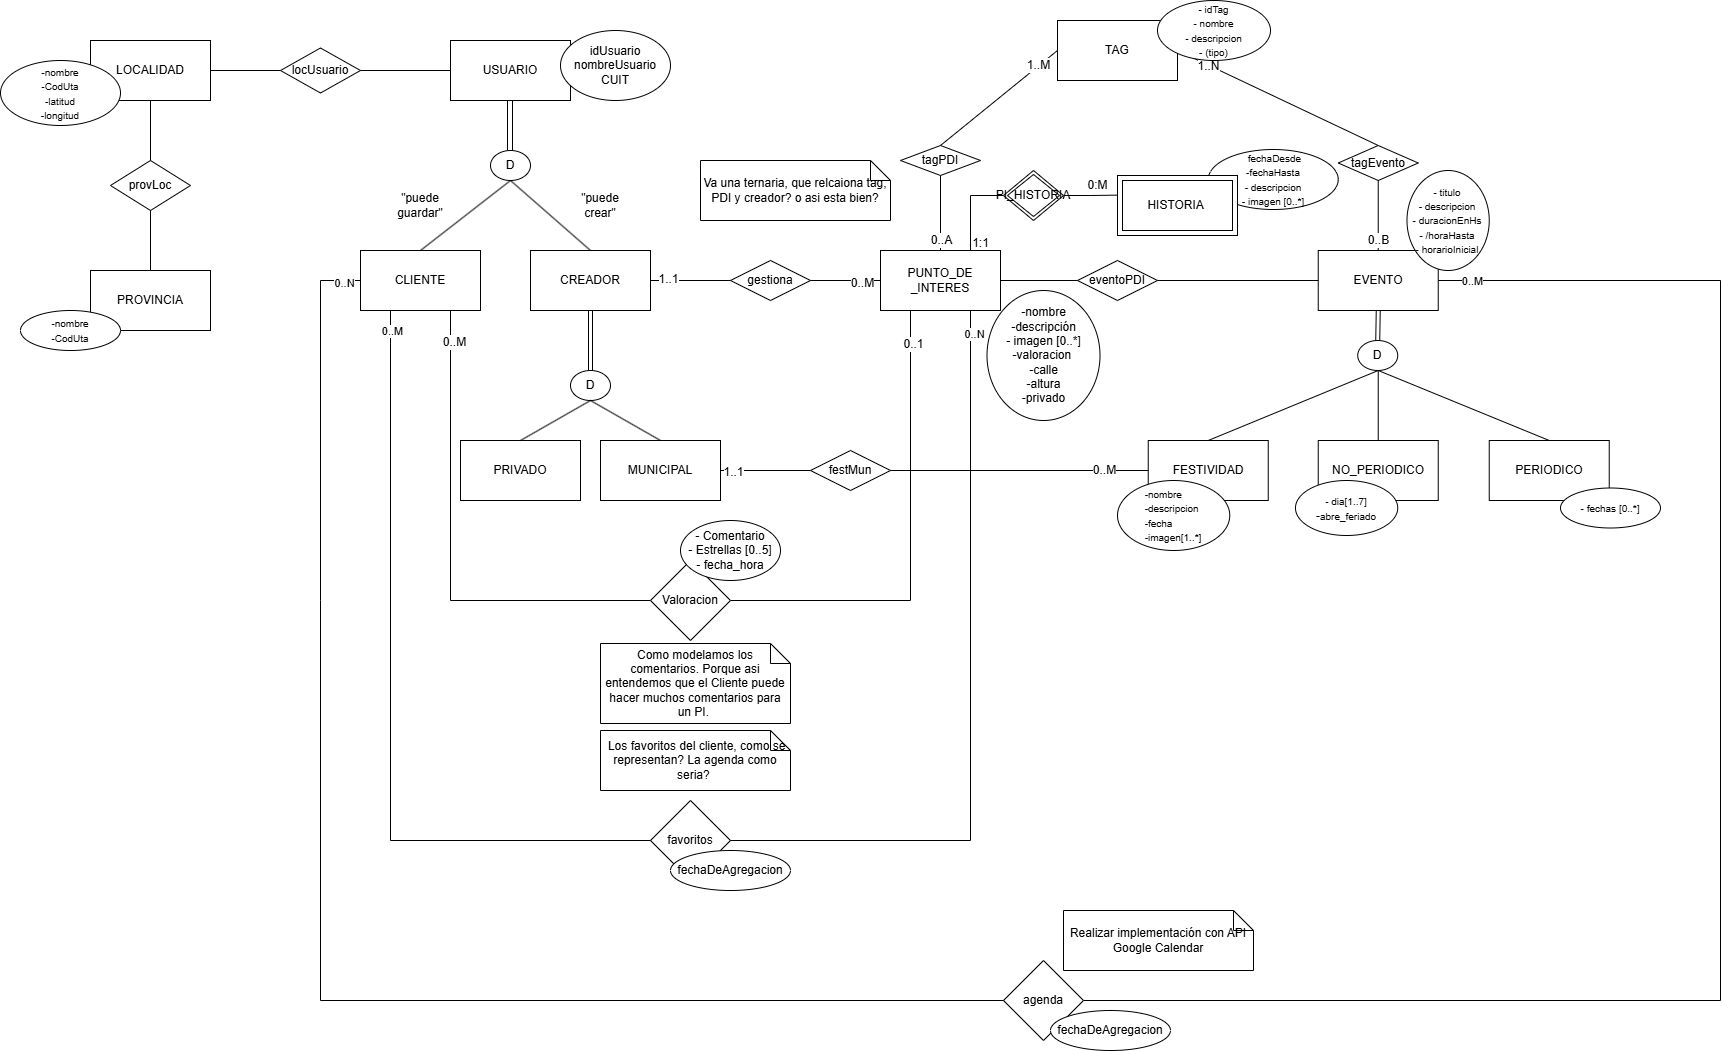 - idTag
- nombre
- descripcion
- (tipo)
TAG
1..M
1..N
LOCALIDAD
-nombre
-CodUta
-latitud
-longitud
locUsuario
USUARIO
idUsuario
nombreUsuario
CUIT
provLoc
D
"puede
guardar"
"puede
crear"
Va una ternaria, que relcaiona tag,
PDI y creador? o asi esta bien?
tagPDI
PI_HISTORIA
0:M
HISTORIA
fechaDesde
-fechaHasta
- descripcion
- imagen [0..*]
tagEvento
- titulo
- descripcion
- duracionEnHs
- /horaHasta
- horarioInicial
0..A
1:1
0..B
PROVINCIA
-nombre
- CodUta
0..N
CLIENTE
CREADOR
1..1
gestiona
0..M
PUNTO_DE
_INTERES
eventoPDI
EVENTO
0..M
0..M
0..M
0..1
0..N
-nombre
-descripción
- imagen [0..*]
-valoracion
-calle
-altura
-privado
D
D
PRIVADO
MUNICIPAL
1..1
festMun
0..M
FESTIVIDAD
-nombre
-descripcion
-fecha
-imagen[1..*]
NO_PERIODICO
- dia[1..7]
-abre_feriado
PERIODICO
- fechas [0..*]
- Comentario
- Estrellas [0..5]
- fecha_hora
Valoracion
Como modelamos los
comentarios. Porque asi
entendemos que el Cliente puede
hacer muchos comentarios para
un PI.
Los favoritos del cliente, como se
representan? La agenda como
seria?
favoritos
fechaDeAgregacion
Realizar implementación con API
Google Calendar
agenda
fechaDeAgregacion